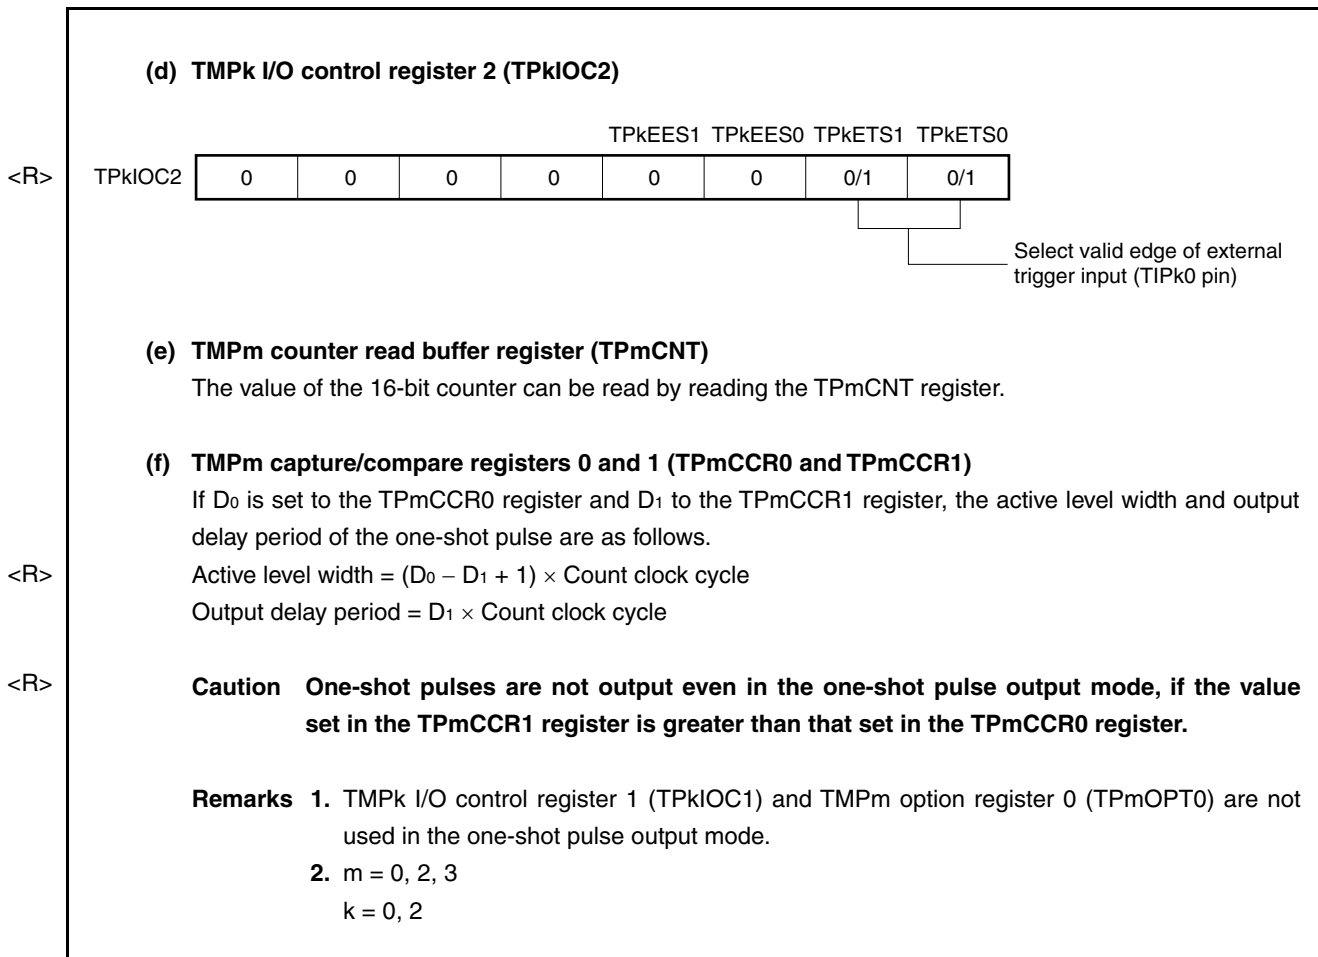 (d) TMPk I/O control register 2 (TPkIOC2)
TPkEES1 TPkEES0 TPkETS1 TPkETS0
<R> TPkIOC2 0 0 0 0 0 0 0/1 0/1
Select valid edge of external
trigger input (TIPk0 pin)
(e) TMPm counter read buffer register (TPmCNT)
The value of the 16-bit counter can be read by reading the TPmCNT register.
(f) TMPm capture/compare registers 0 and 1 (TPmCCR0 and TPmCCR1)
If D0 is set to the TPmCCR0 register and D1 to the TPmCCR1 register, the active level width and output
delay period of the one-shot pulse are as follows.
<R> Active level width = (D0 − D1 + 1) × Count clock cycle
Output delay period = D1 × Count clock cycle
<R> Caution One-shot pulses are not output even in the one-shot pulse output mode, if the value
set in the TPmCCR1 register is greater than that set in the TPmCCR0 register.
Remarks 1. TMPk I/O control register 1 (TPkIOC1) and TMPm option register 0 (TPmOPT0) are not
used in the one-shot pulse output mode.
2. m = 0, 2, 3
k = 0, 2